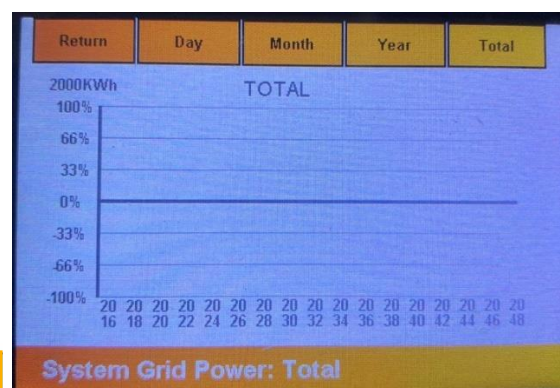 Return Day Month Year Total
2000KWh TOTAL
100%
66%
33%
0%
-33%
-66%
-100%
20 20 20 20 20 20 20 20 20 20 20 20 20 20 20 20 20
16 18 20 22 24 26 28 30 32 34 36 38 40 42 44 46 48
System Grid Power: Total